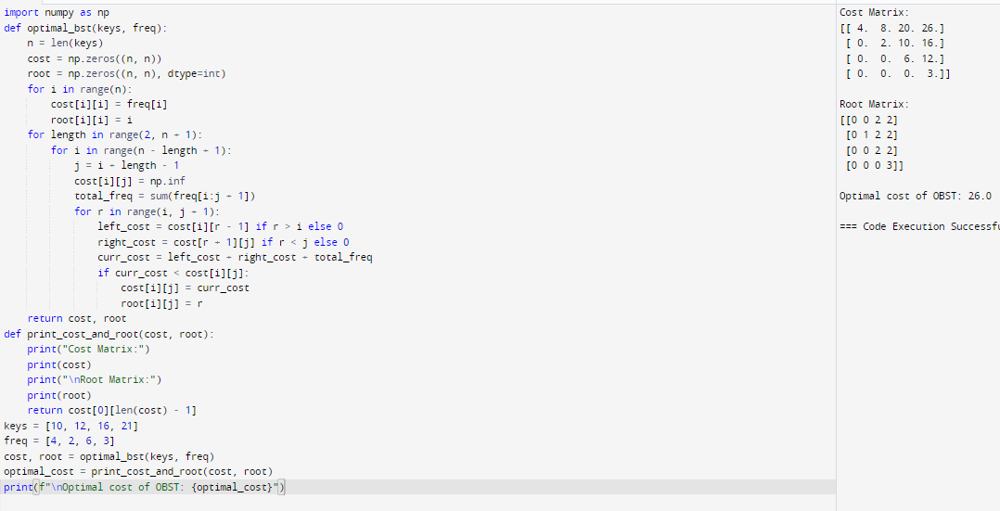 import numpy as np
def optimal_bst(keys, freq):
    n = len(keys)
    cost = np.zeros((n, n))
    root = np.zeros((n, n), dtype=int)
    for i in range(n):
        cost[i][i] = freq[i]
        root[i][i] = i
    for length in range(2, n + 1):
        for i in range(n - length + 1):
            j = i + length - 1
            cost[i][j] = np.inf
            total_freq = sum(freq[i:j + 1])
            for r in range(i, j + 1):
                left_cost = cost[i][r - 1] if r > i else 0
                right_cost = cost[r + 1][j] if r < j else 0
                curr_cost = left_cost + right_cost + total_freq
                if curr_cost < cost[i][j]:
                    cost[i][j] = curr_cost
                    root[i][j] = r
    return cost, root
def print_cost_and_root(cost, root):
    print("Cost Matrix:")
    print(cost)
    print("\nRoot Matrix:")
    print(root)
    return cost[0][len(cost) - 1]
keys = [10, 12, 16, 21]
freq = [4, 2, 6, 3]
cost, root = optimal_bst(keys, freq)
optimal_cost = print_cost_and_root(cost, root)
print(f"\nOptimal cost of OBST: {optimal_cost}")
Cost Matrix:
[[ 4.  8. 20. 26.]
 [ 0.  2. 10. 16.]
 [ 0.  0.  6. 12.]
 [ 0.  0.  0.  3.]]
Root Matrix:
[[0 0 2 2]
 [0 1 2 2]
 [0 0 2 2]
 [0 0 0 3]]
Optimal cost of OBST: 26.0
=== Code Execution Successfu